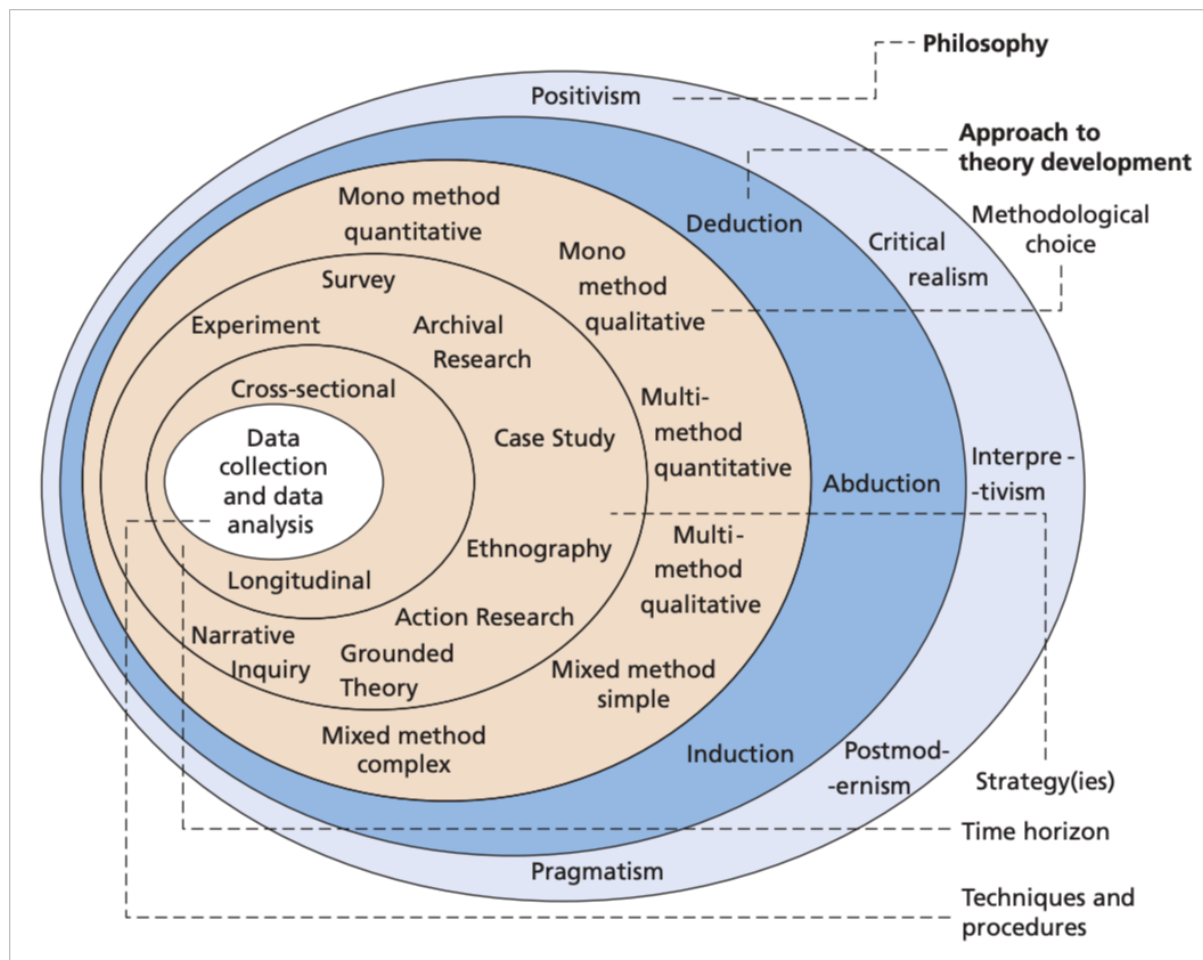 Philosophy
Positivism
Approach to
theory development
Deduction
Methodological
choice
Critical
realism
Mono method
quantitative
Mono
method
qualitative
Survey
Experiment
Archival
Research
Cross-sectional
Multi-
method
quantitative
Case Study
Data
collection
and data
analysis
Abduction
Interpre-
-tivism
Ethnography
Multi-
method
qualitative
Longitudinal
Action Research
Narrative
Inquiry
Grounded
Theory
Mixed method
simple
Mixed method
complex
Induction
Postmod-
-ernism
Strategy(ies)
Time horizon
Pragmatism
Techniques and
procedures